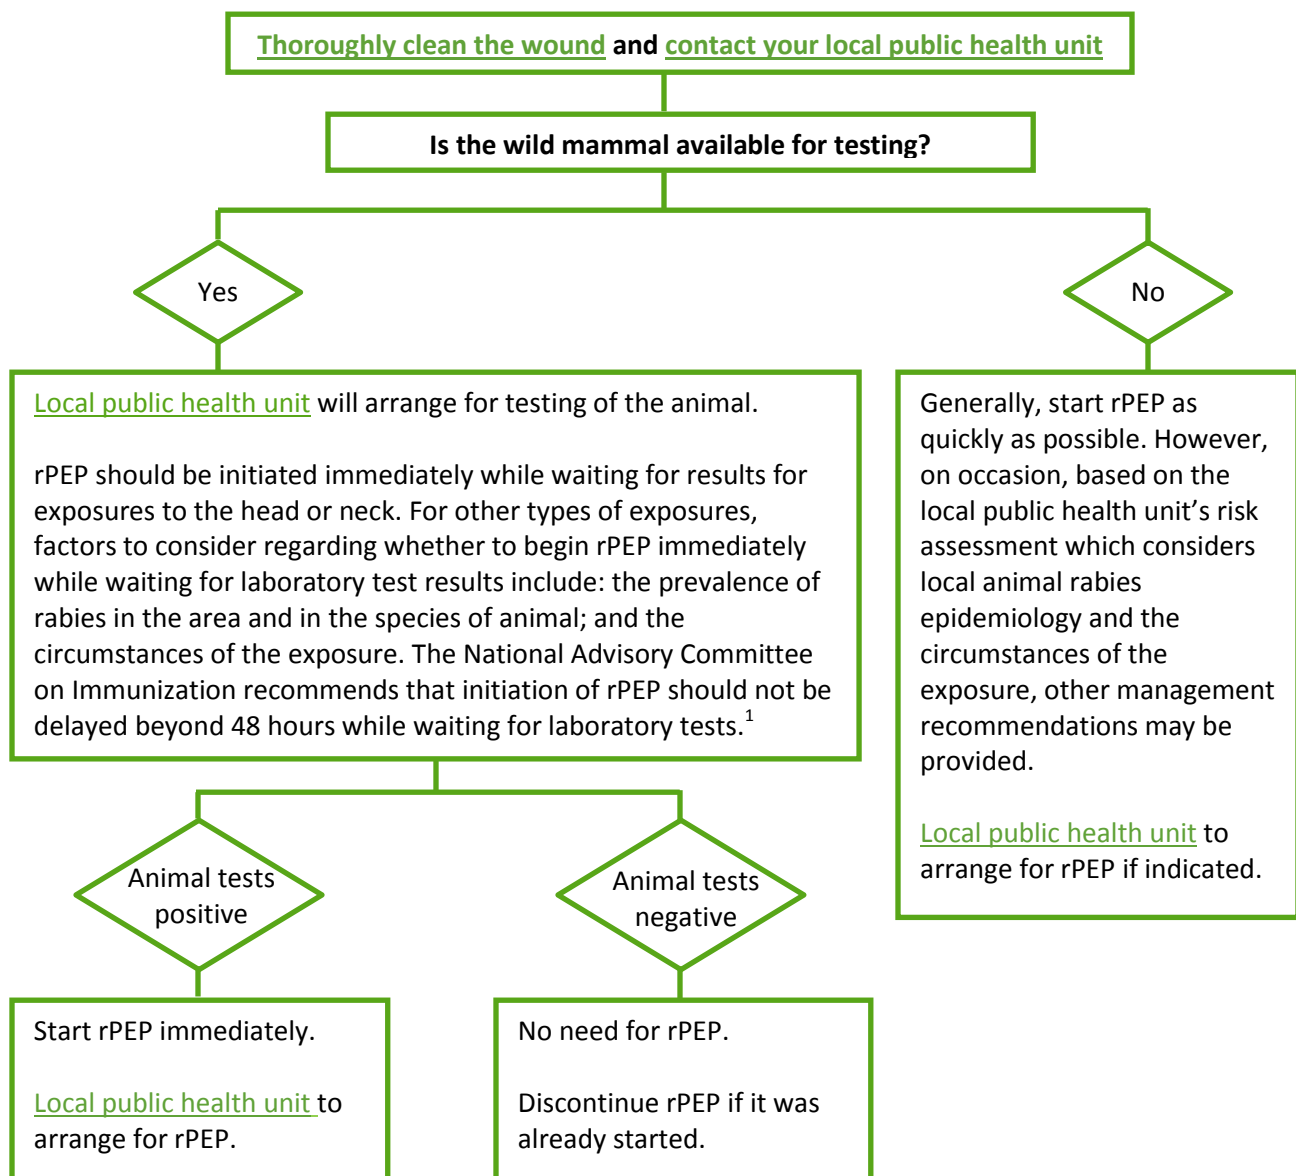 Thoroughly clean the wound and contact your local public health unit
Is the wild mammal available for testing?
Yes
No
Local public health unit will arrange for testing of the animal.
rPEP should be initiated immediately while waiting for results for
exposures to the head or neck. For other types of exposures,
factors to consider regarding whether to begin rPEP immediately
while waiting for laboratory test results include: the prevalence of
rabies in the area and in the species of animal; and the
circumstances of the exposure. The National Advisory Committee
on Immunization recommends that initiation of rPEP should not be
delayed beyond 48 hours while waiting for laboratory tests.1
Generally, start rPEP as
quickly as possible. However,
on occasion, based on the
local public health unit’s risk
assessment which considers
local animal rabies
epidemiology and the
circumstances of the
exposure, other management
recommendations may be
provided.
Local public health unit to
arrange for rPEP if indicated.
Animal tests
positive
Animal tests
negative
Start rPEP immediately.
Local public health unit to
arrange for rPEP.
No need for rPEP.
Discontinue rPEP if it was
already started.